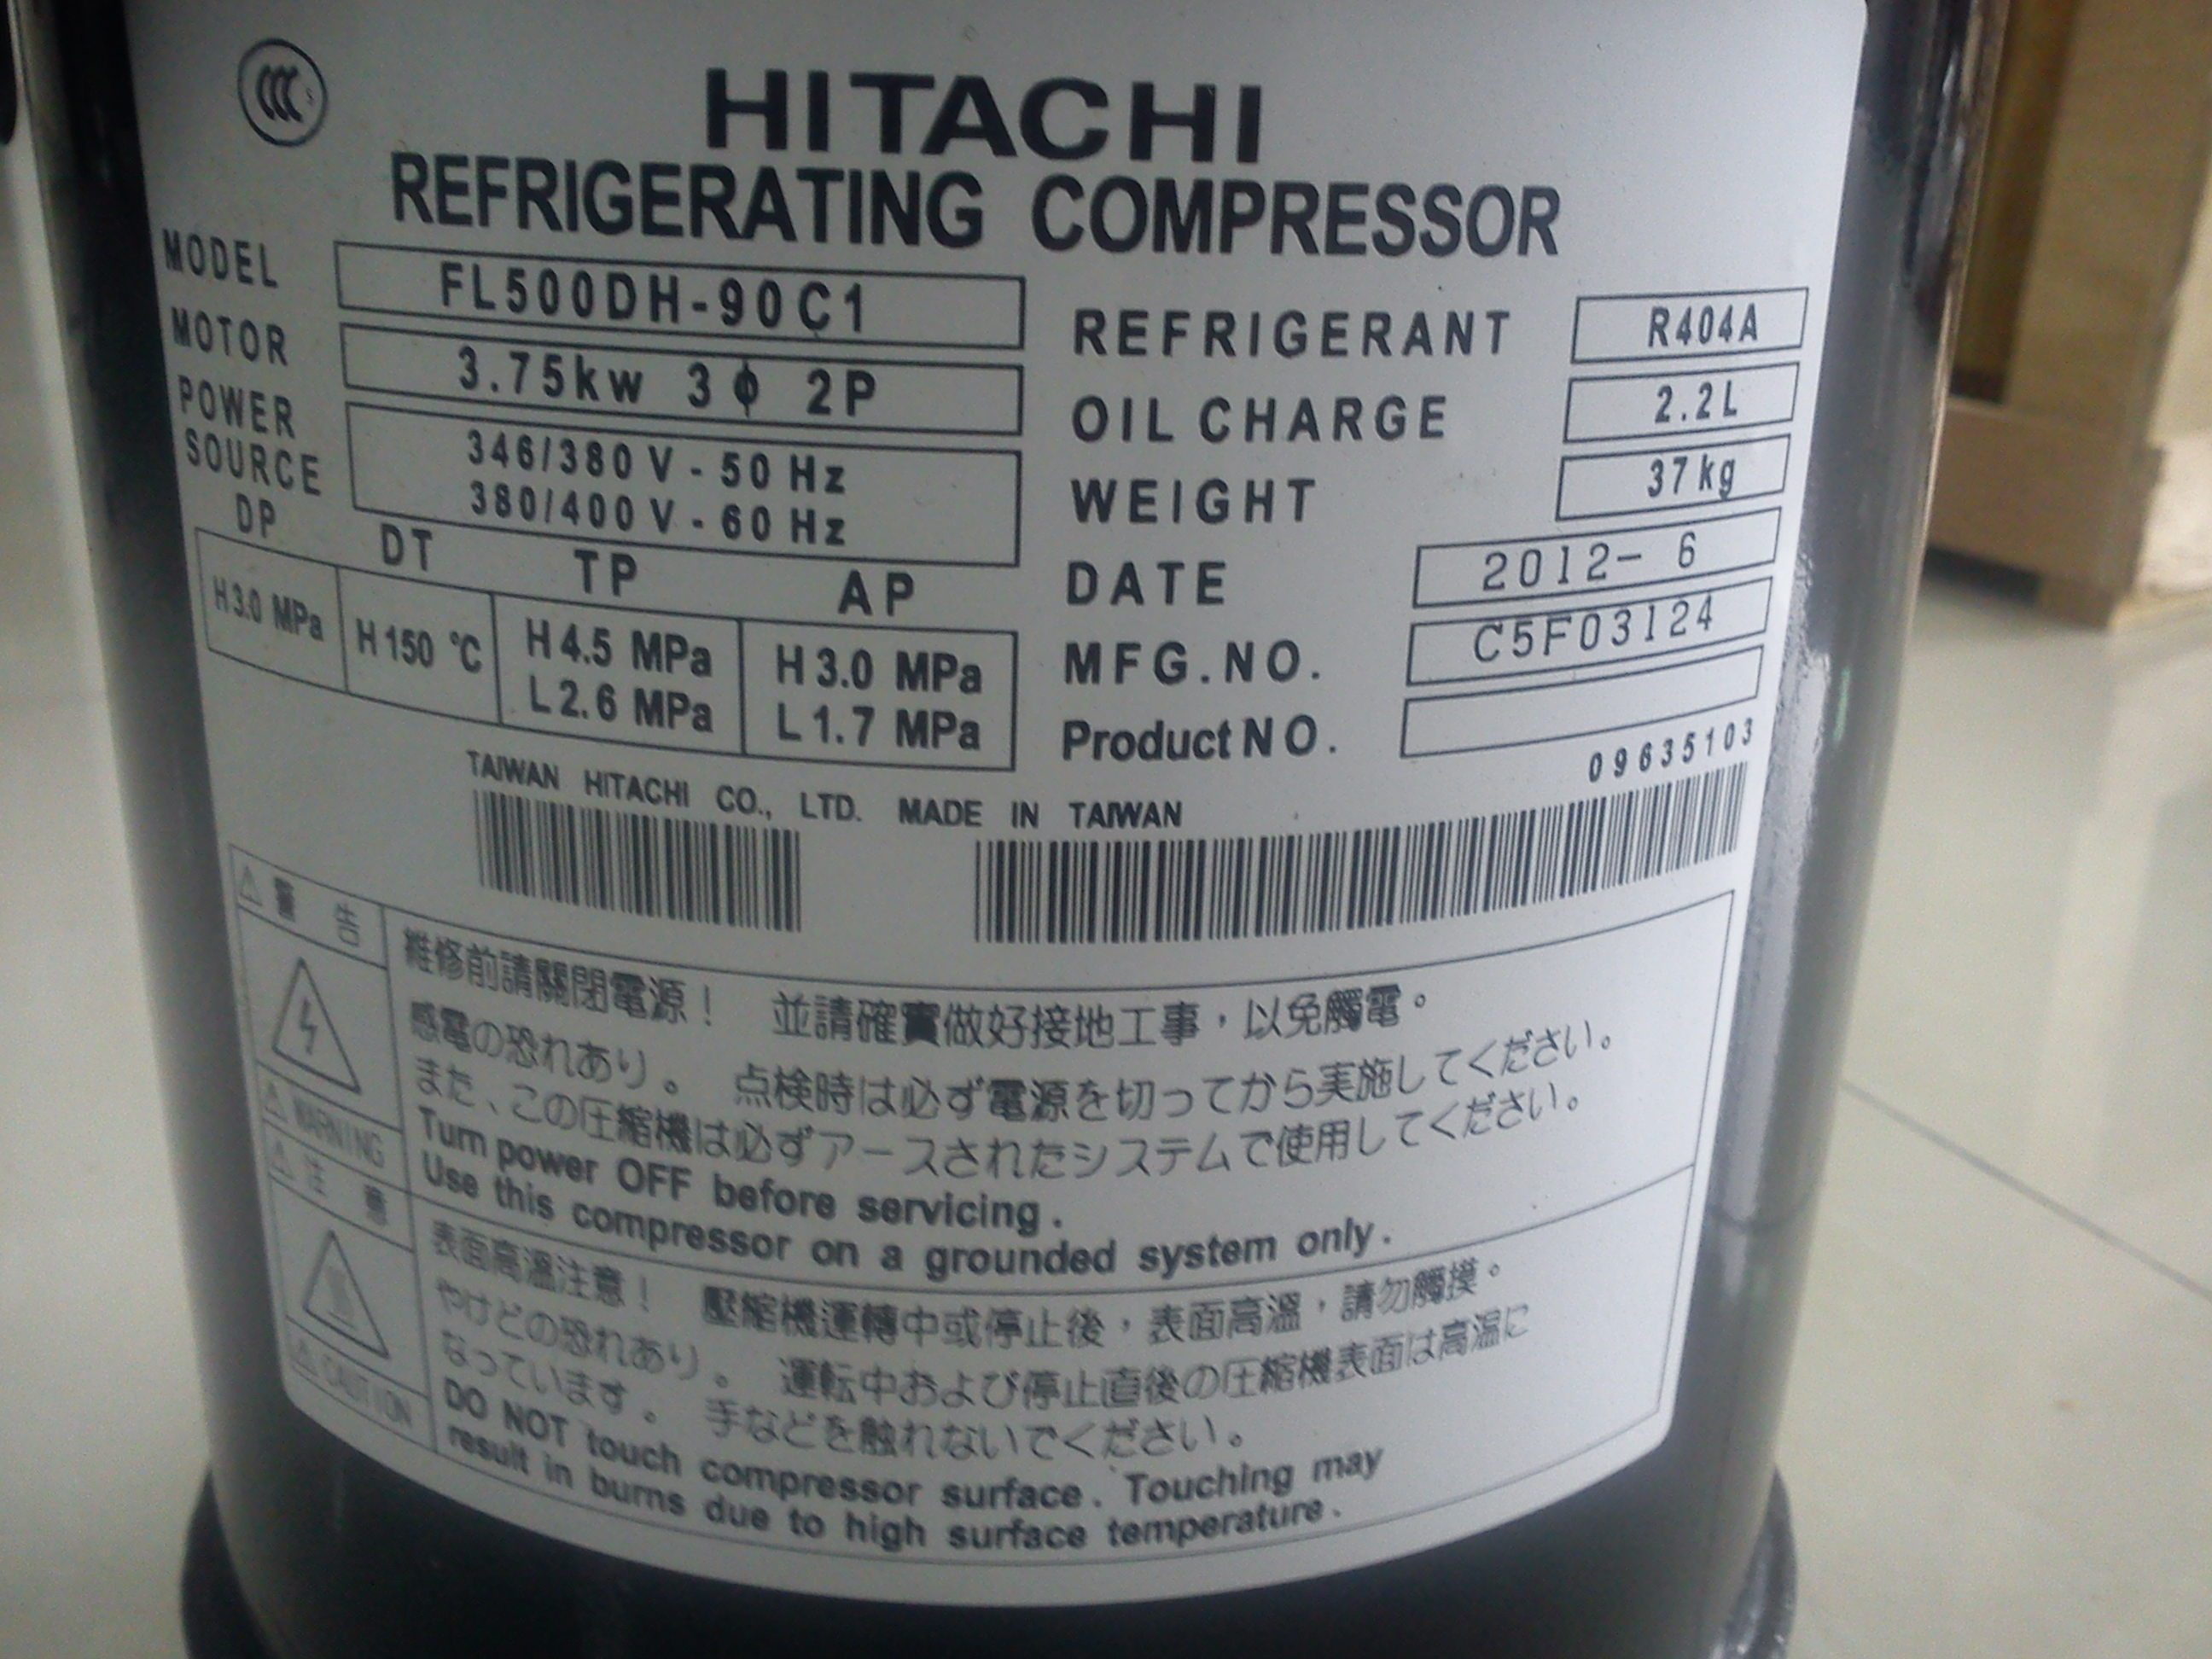 CCC S
HITACHI
REFRIGERATING COMPRESSOR
MODEL FL500DH-90C1
MOTOR 3.75kw 3φ 2P
POWER SOURCE 346/380 V - 50 Hz
380/400 V - 60 Hz
DP DT TP AP
H3.0 MPa H150 °C H4.5 MPa H3.0 MPa
L2.6 MPa L1.7 MPa
REFRIGERANT R404A
OIL CHARGE 2.2L
WEIGHT 37kg
DATE 2012- 6
MFG.NO. C5F03124
Product NO.
09635103
TAIWAN HITACHI CO., LTD. MADE IN TAIWAN
⚠ 警告
維修前請關閉電源! 並請確實做好接地工事,以免觸電。
感電の恐れあり。 点検時は必ず電源を切ってから実施してください。
また、この圧縮機は必ずアースされたシステムで使用してください。
Turn power OFF before servicing.
Use this compressor on a grounded system only.
⚠ WARNING
⚠ 注意
表面高溫注意! 壓縮機運轉中或停止後,表面高溫,請勿觸摸。
やけどの恐れあり。 運転中および停止直後の圧縮機表面は高温に
なっています。 手などを触れないでください。
DO NOT touch compressor surface. Touching may
result in burns due to high surface temperature.
⚠ CAUTION